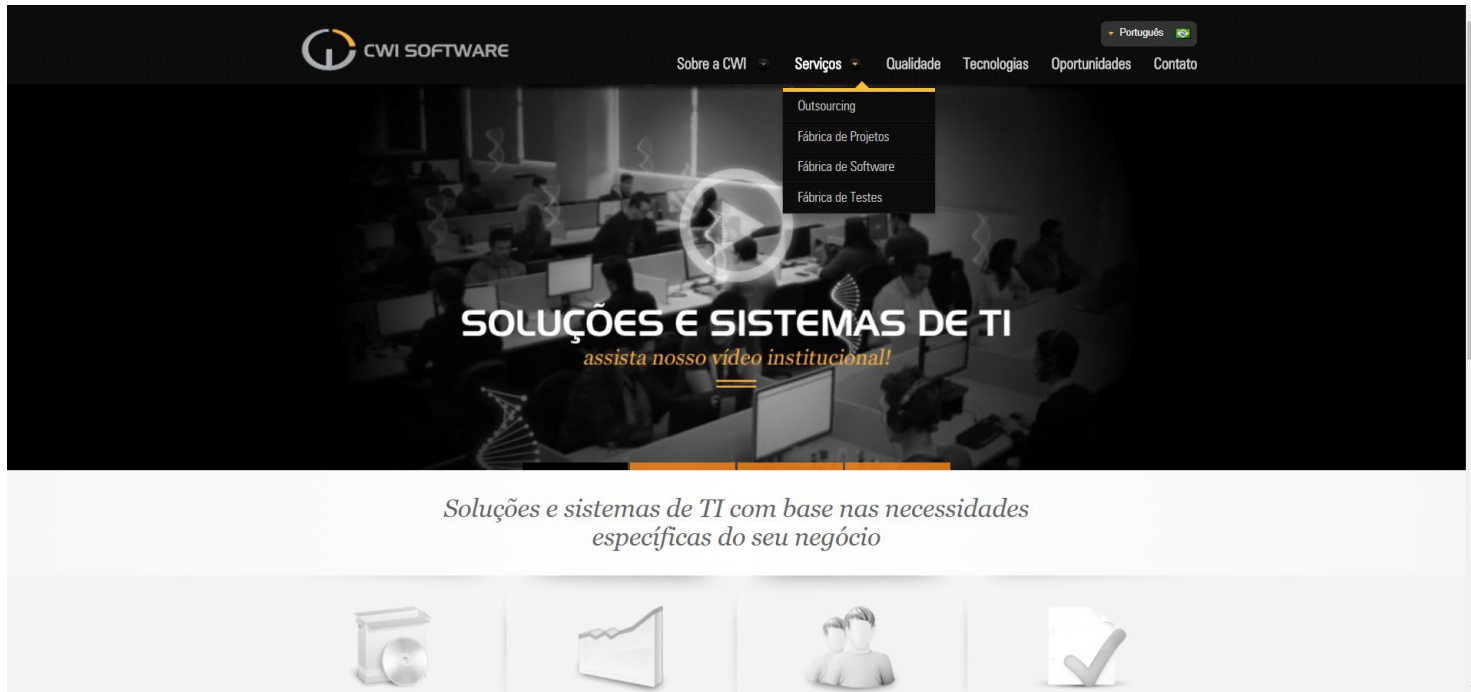 CWI SOFTWARE
Português
Sobre a CWI
Serviços
Qualidade
Tecnologias
Oportunidades
Contato
Outsourcing
Fábrica de Projetos
Fábrica de Software
Fábrica de Testes
SOLUÇÕES E SISTEMAS DE TI
assista nosso vídeo institucional!
Soluções e sistemas de TI com base nas necessidades
específicas do seu negócio